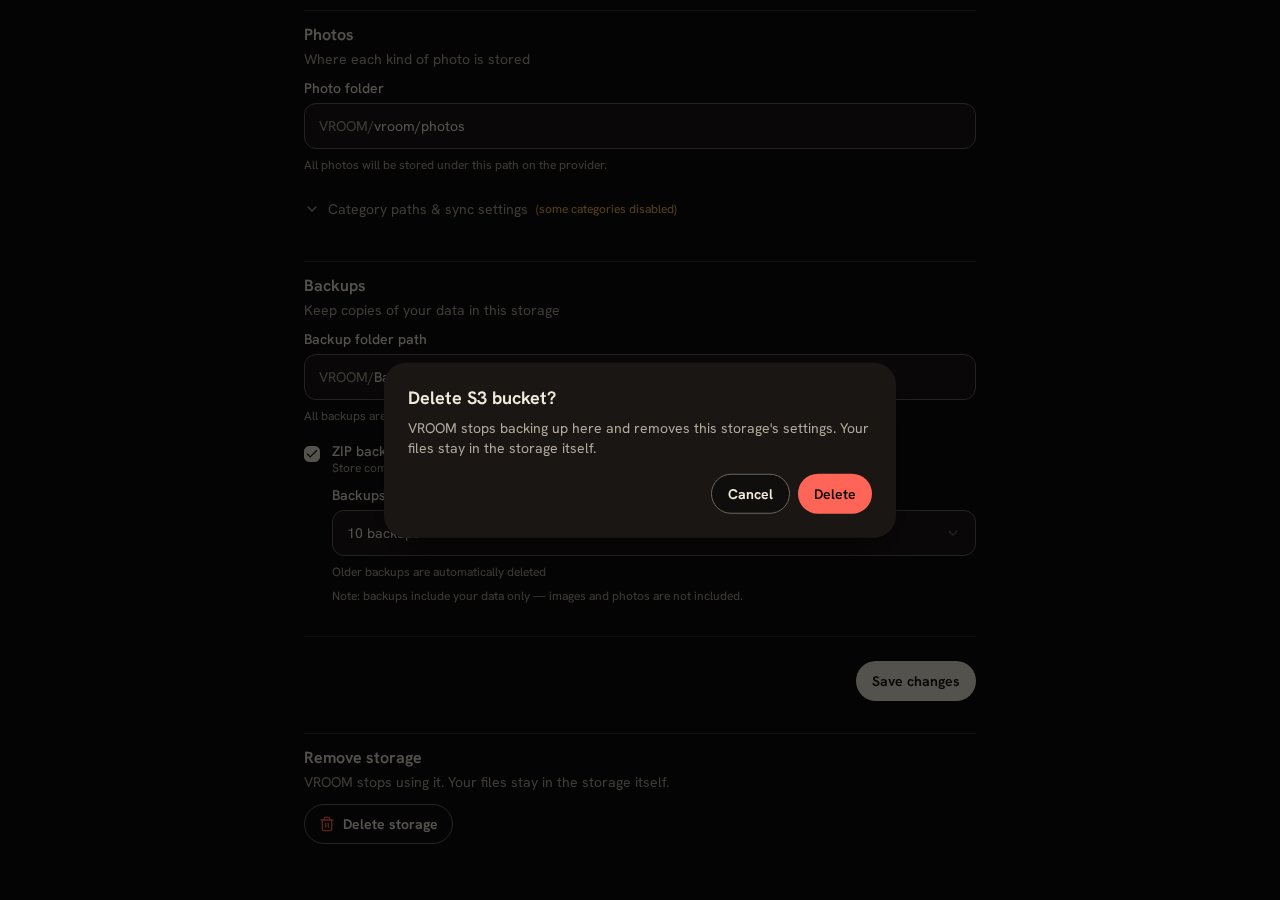 Photos
Where each kind of photo is stored
Photo folder
VROOM/vroom/photos
All photos will be stored under this path on the provider.
Category paths & sync settings (some categories disabled)
Backups
Keep copies of your data in this storage
Backup folder path
VROOM/
All backups are
ZIP
Store
Delete S3 bucket?
VROOM stops backing up here and removes this storage's settings. Your
files stay in the storage itself.
Cancel
Delete
Backups
10 backups
Older backups are automatically deleted
Note: backups include your data only — images and photos are not included.
Save changes
Remove storage
VROOM stops using it. Your files stay in the storage itself.
Delete storage